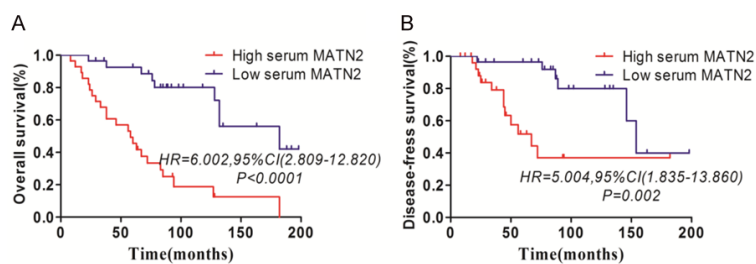 A
High serum MATN2
Low serum MATN2
Overall survival(%)
1.0
0.8
0.6
0.4
0.2
0.0
HR=6.002,95%CI(2.809-12.820)
P<0.0001
0 50 100 150 200
Time(months)
B
High serum MATN2
Low serum MATN2
Disease-fress survival(%)
1.0
0.8
0.6
0.4
0.2
0.0
HR=5.004,95%CI(1.835-13.860)
P=0.002
0 50 100 150 200
Time(months)